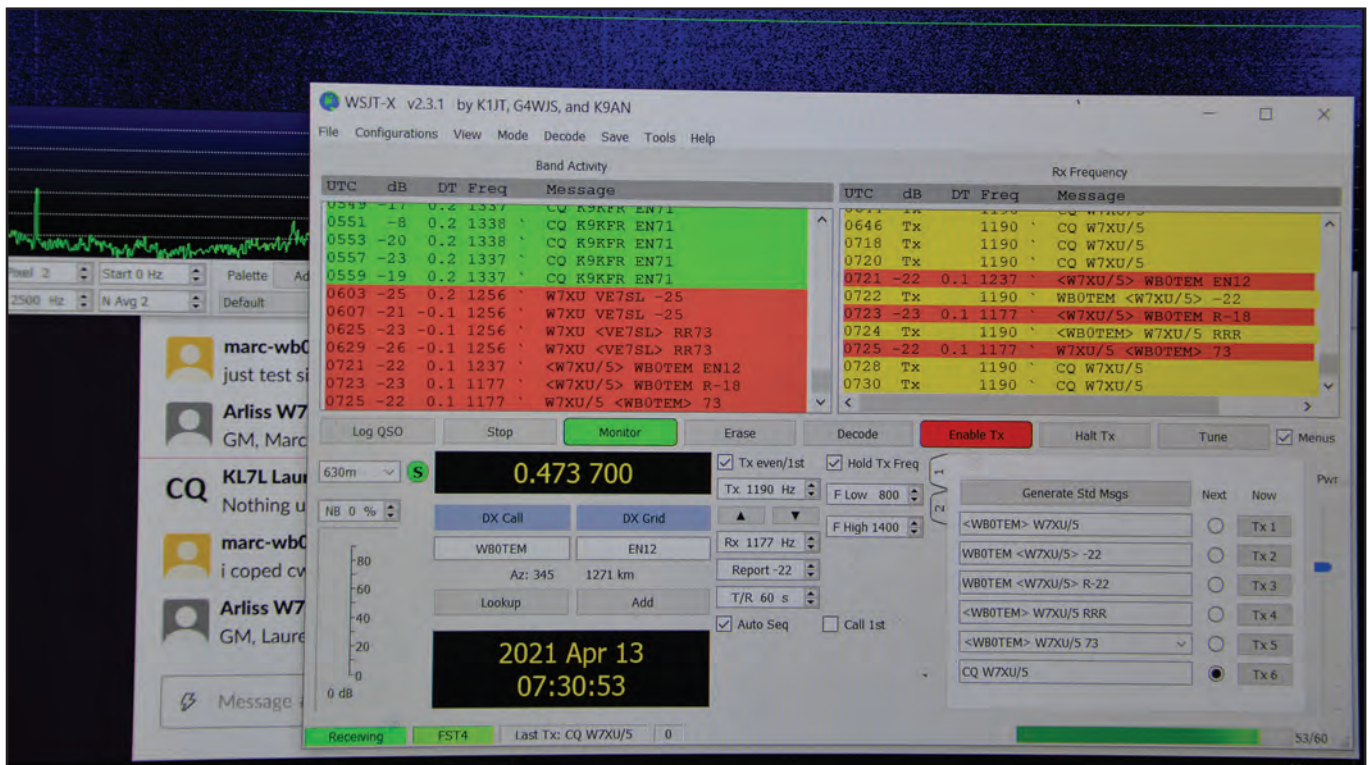 WSJT-X v2.3.1 by K1JT, G4WJS, and K9AN
File Configurations View Mode Decode Save Tools Help
Band Activity
UTC dB DT Freq Message
0549 -17 0.2 1337 ` CQ K9KFR EN71
0551 -8 0.2 1338 ` CQ K9KFR EN71
0553 -20 0.2 1338 ` CQ K9KFR EN71
0557 -23 0.2 1337 ` CQ K9KFR EN71
0559 -19 0.2 1337 ` CQ K9KFR EN71
0603 -25 0.2 1256 ` W7XU VE7SL -25
0607 -21 -0.1 1256 ` W7XU VE7SL -25
0625 -23 -0.1 1256 ` W7XU <VE7SL> RR73
0629 -26 -0.1 1256 ` W7XU <VE7SL> RR73
0721 -22 0.1 1237 ` <W7XU/5> WB0TEM EN12
0723 -23 0.1 1177 ` <W7XU/5> WB0TEM R-18
0725 -22 0.1 1177 ` W7XU/5 <WB0TEM> 73
Rx Frequency
UTC dB DT Freq Message
Tx 1190 ` CQ W7XU/5
0646 Tx 1190 ` CQ W7XU/5
0718 Tx 1190 ` CQ W7XU/5
0720 Tx 1190 ` CQ W7XU/5
0721 -22 0.1 1237 ` <W7XU/5> WB0TEM EN12
0722 Tx 1190 ` WB0TEM <W7XU/5> -22
0723 -23 0.1 1177 ` <W7XU/5> WB0TEM R-18
0724 Tx 1190 ` <WB0TEM> W7XU/5 RRR
0725 -22 0.1 1177 ` W7XU/5 <WB0TEM> 73
0728 Tx 1190 ` CQ W7XU/5
0730 Tx 1190 ` CQ W7XU/5
Log QSO Stop Monitor Erase Decode Enable Tx Halt Tx Tune Menus
630m S
0.473 700
NB 0 %
DX Call DX Grid
WB0TEM EN12
Az: 345 1271 km
Lookup Add
2021 Apr 13
07:30:53
-80
-60
-40
-20
0
0 dB
Tx even/1st
Tx 1190 Hz
Rx 1177 Hz
Report -22
T/R 60 s
Auto Seq
Hold Tx Freq
F Low 800
F High 1400
Call 1st
1
2
Generate Std Msgs Next Now
<WB0TEM> W7XU/5 Tx 1
WB0TEM <W7XU/5> -22 Tx 2
WB0TEM <W7XU/5> R-22 Tx 3
<WB0TEM> W7XU/5 RRR Tx 4
<WB0TEM> W7XU/5 73 Tx 5
CQ W7XU/5 Tx 6
Pwr
Receiving FST4 Last Tx: CQ W7XU/5 0 53/60
2 Start 0 Hz Palette Ad
2500 Hz N Avg 2 Default
marc-wb0
just test si
Arliss W7
GM, Marc
CQ
KL7L Laur
Nothing u
marc-wb0
i coped cw
Arliss W7
GM, Laure
Message